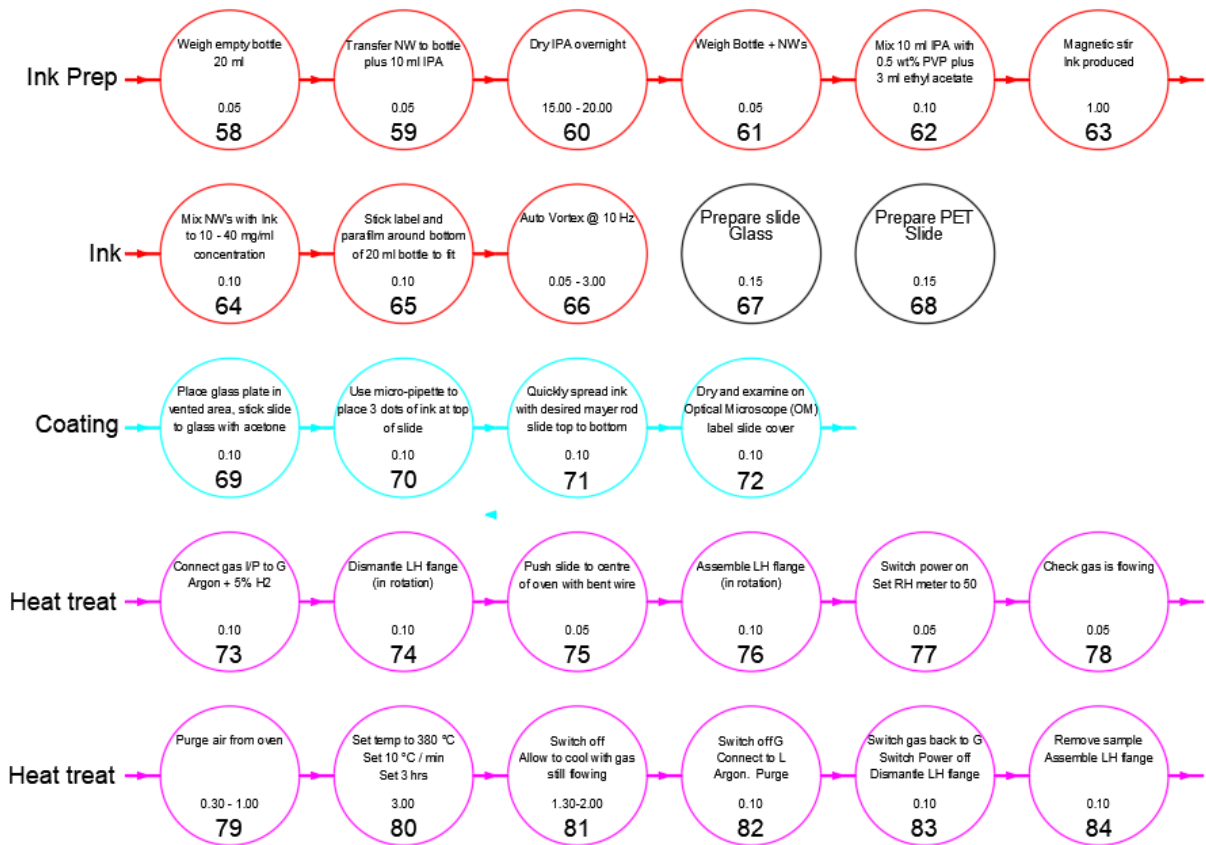 Ink Prep
Weigh empty bottle
20 ml
0.05
58
Transfer NW to bottle
plus 10 ml IPA
0.05
59
Dry IPA overnight
15.00 - 20.00
60
Weigh Bottle + NW's
0.05
61
Mix 10 ml IPA with
0.5 wt% PVP plus
3 ml ethyl acetate
0.10
62
Magnetic stir
Ink produced
1.00
63
Ink
Mix NW's with Ink
to 10 - 40 mg/ml
concentration
0.10
64
Stick label and
parafilm around bottom
of 20 ml bottle to fit
0.10
65
Auto Vortex @ 10 Hz
0.05 - 3.00
66
Prepare slide
Glass
0.15
67
Prepare PET
Slide
0.15
68
Coating
Place glass plate in
vented area, stick slide
to glass with acetone
0.10
69
Use micro-pipette to
place 3 dots of ink at top
of slide
0.10
70
Quickly spread ink
with desired mayer rod
slide top to bottom
0.10
71
Dry and examine on
Optical Microscope (OM)
label slide cover
0.10
72
Heat treat
Connect gas I/P to G
Argon + 5% H2
0.10
73
Dismantle LH flange
(in rotation)
0.10
74
Push slide to centre
of oven with bent wire
0.05
75
Assemble LH flange
(in rotation)
0.10
76
Switch power on
Set RH meter to 50
0.05
77
Check gas is flowing
0.05
78
Heat treat
Purge air from oven
0.30 - 1.00
79
Set temp to 380 °C
Set 10 °C / min
Set 3 hrs
3.00
80
Switch off
Allow to cool with gas
still flowing
1.30-2.00
81
Switch off G
Connect to L
Argon. Purge
0.10
82
Switch gas back to G
Switch Power off
Dismantle LH flange
0.10
83
Remove sample
Assemble LH flange
0.10
84